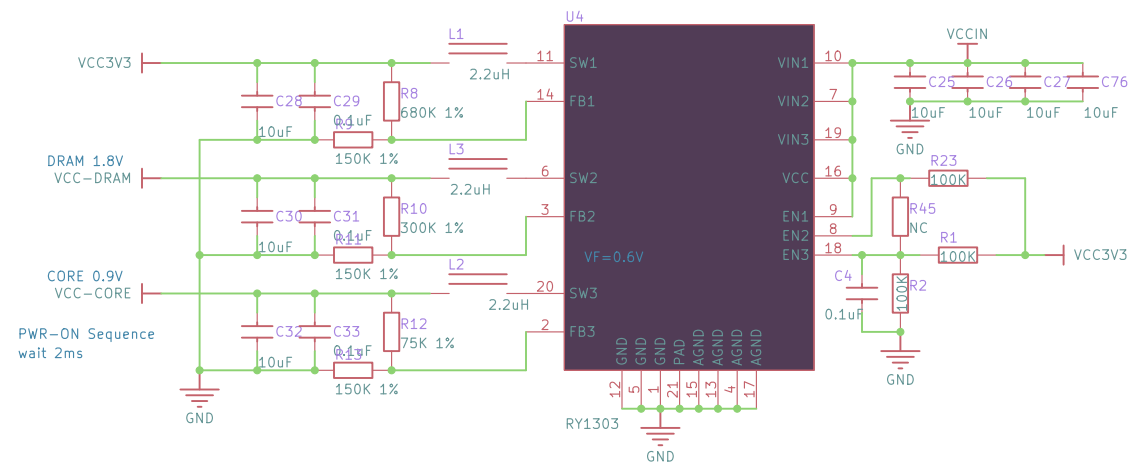 U4
L1
VCC3V3
2.2uH
11
SW1
14
FB1
C28
C29
R8
10uF
0.1uF
680K 1%
R9
150K 1%
DRAM 1.8V
VCC-DRAM
L3
2.2uH
6
SW2
3
FB2
C30
C31
R10
10uF
0.1uF
300K 1%
R11
150K 1%
CORE 0.9V
VCC-CORE
L2
2.2uH
20
SW3
2
FB3
C32
C33
R12
10uF
0.1uF
75K 1%
R13
150K 1%
PWR-ON Sequence
wait 2ms
GND
VF=0.6V
VIN1
10
VIN2
7
VIN3
19
VCC
16
EN1
9
EN2
8
EN3
18
GND
GND
GND
PAD
AGND
AGND
AGND
AGND
12
5
1
21
15
13
4
17
RY1303
GND
VCCIN
C25
C26
C27
C76
10uF
10uF
10uF
10uF
GND
R23
100K
R45
NC
R1
100K
VCC3V3
C4
0.1uF
R2
100K
GND